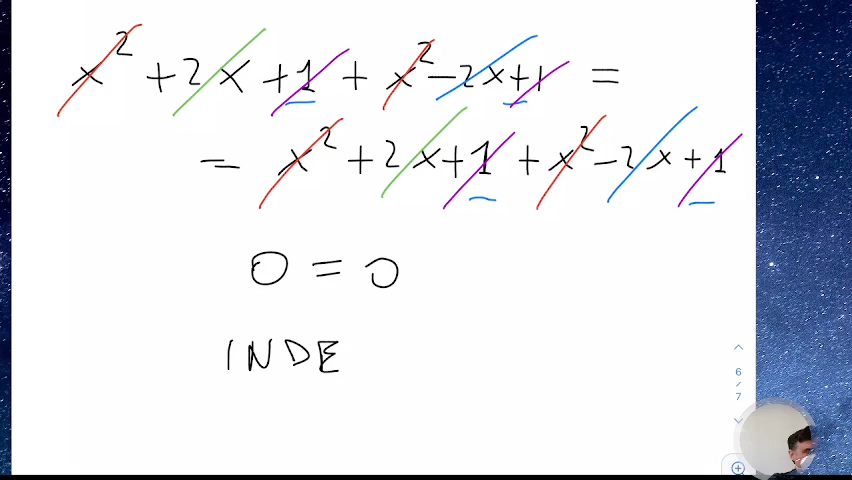 x² + 2x + 1 + x² - 2x + 1 =
= x² + 2x + 1 + x² - 2x + 1
0 = 0
INDE
6
/
7